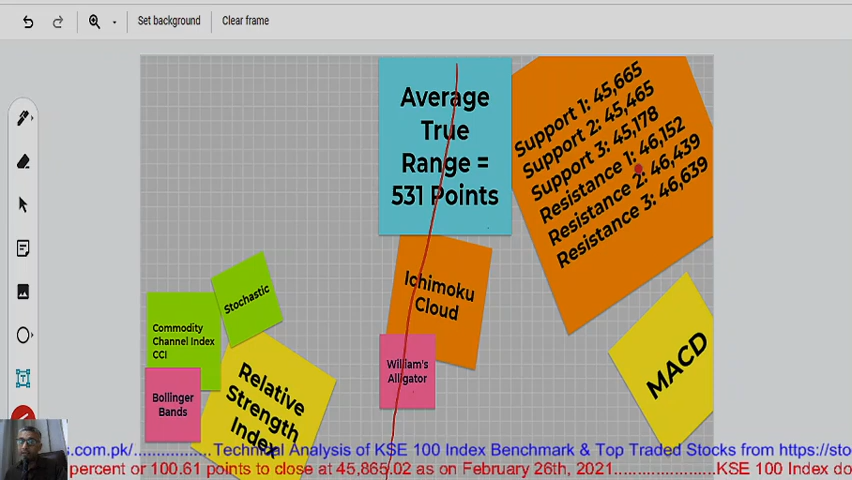 Set background
Clear frame
Average
True
Range =
531 Points
Support 1: 45,665
Support 2: 45,465
Support 3: 45,178
Resistance 1: 46,152
Resistance 2: 46,439
Resistance 3: 46,639
Ichimoku
Cloud
Stochastic
Commodity
Channel Index
CCI
William's
Alligator
MACD
Bollinger
Bands
Relative
Strength
Index
s.com.pk/...............Technical Analysis of KSE 100 Index Benchmark & Top Traded Stocks from https://sto
percent or 100.61 points to close at 45,865.02 as on February 26th, 2021.......................KSE 100 Index do